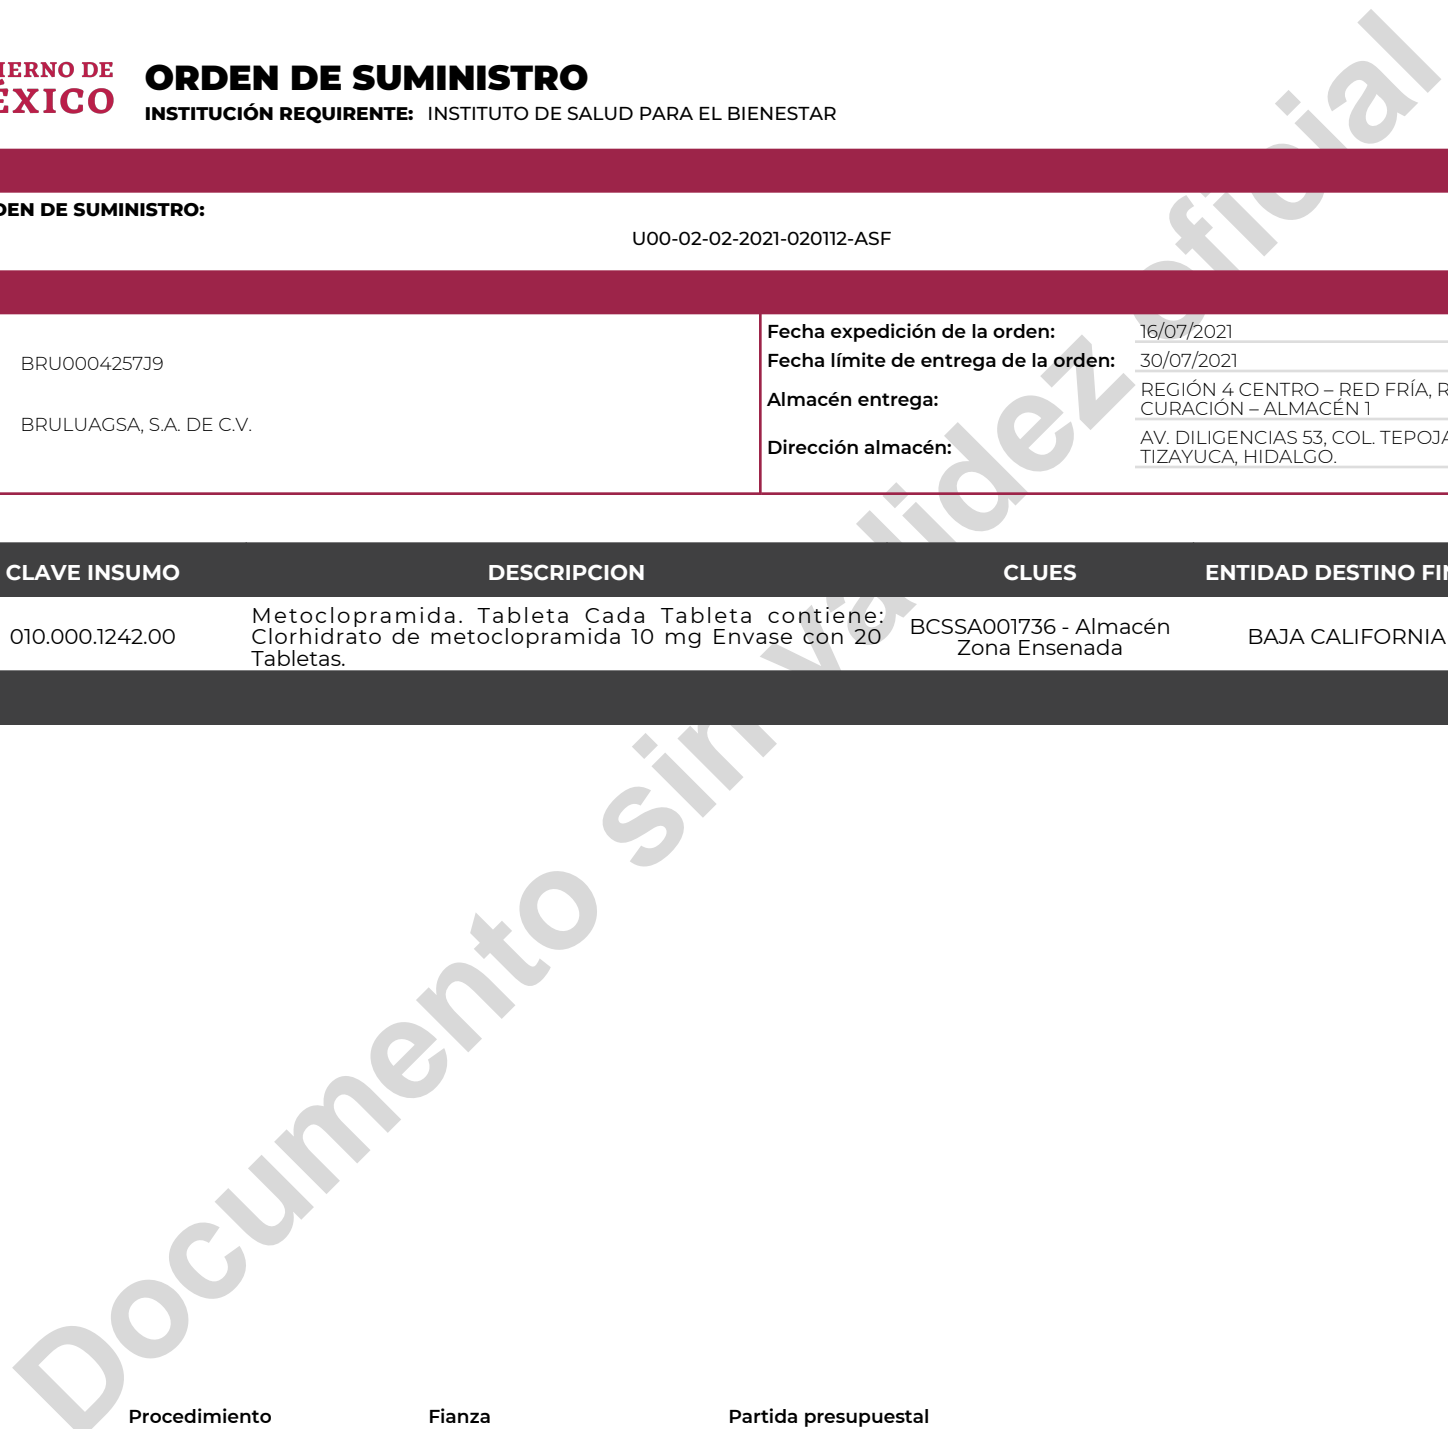 IERNO DE
ÉXICO
ORDEN DE SUMINISTRO
INSTITUCIÓN REQUIRENTE: INSTITUTO DE SALUD PARA EL BIENESTAR
DEN DE SUMINISTRO:
U00-02-02-2021-020112-ASF
BRU0004257J9
BRULUAGSA, S.A. DE C.V.
Fecha expedición de la orden: 16/07/2021
Fecha límite de entrega de la orden: 30/07/2021
Almacén entrega: REGIÓN 4 CENTRO – RED FRÍA, R
CURACIÓN – ALMACÉN 1
Dirección almacén: AV. DILIGENCIAS 53, COL. TEPOJA
TIZAYUCA, HIDALGO.
CLAVE INSUMO DESCRIPCION CLUES ENTIDAD DESTINO FIN
010.000.1242.00
Metoclopramida. Tableta Cada Tableta contiene:
Clorhidrato de metoclopramida 10 mg Envase con 20
Tabletas.
BCSSA001736 - Almacén
Zona Ensenada
BAJA CALIFORNIA
Documento sin validez oficial
Procedimiento Fianza Partida presupuestal